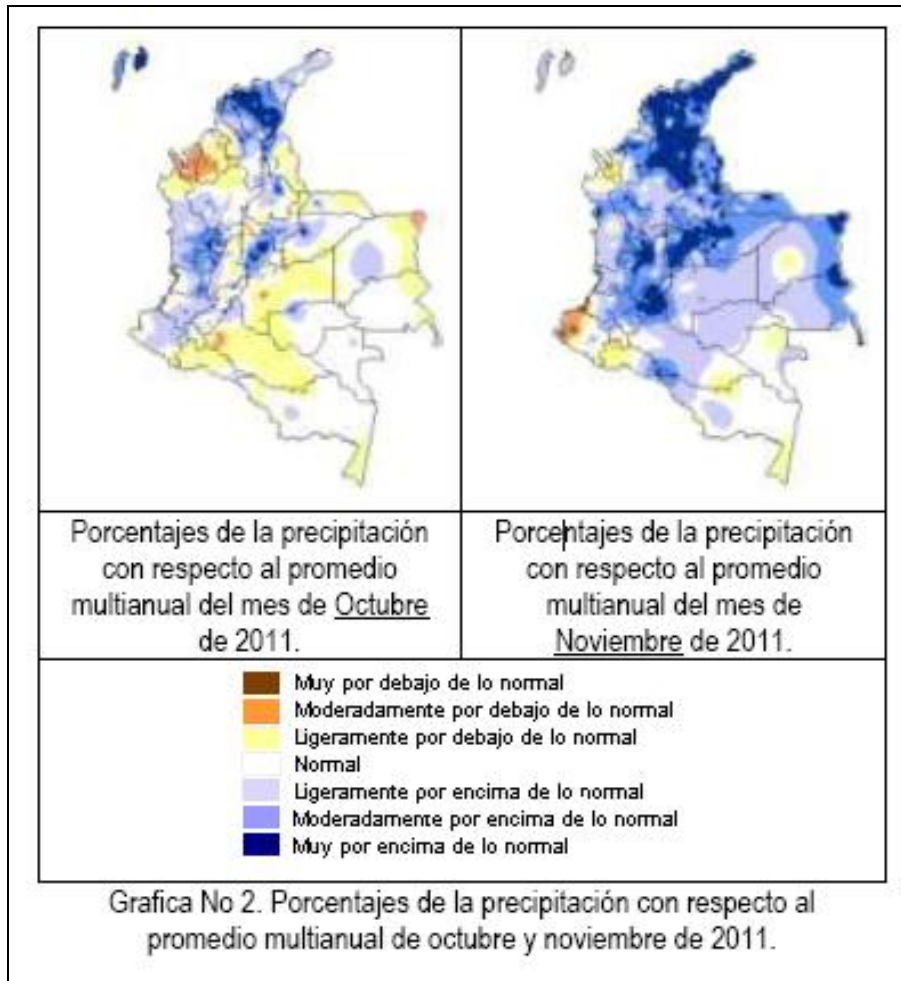 Porcentajes de la precipitación
con respecto al promedio
multianual del mes de Octubre
de 2011.
Porcentajes de la precipitación
con respecto al promedio
multianual del mes de
Noviembre de 2011.
Muy por debajo de lo normal
Moderadamente por debajo de lo normal
Ligeramente por debajo de lo normal
Normal
Ligeramente por encima de lo normal
Moderadamente por encima de lo normal
Muy por encima de lo normal
Grafica No 2. Porcentajes de la precipitación con respecto al
promedio multianual de octubre y noviembre de 2011.